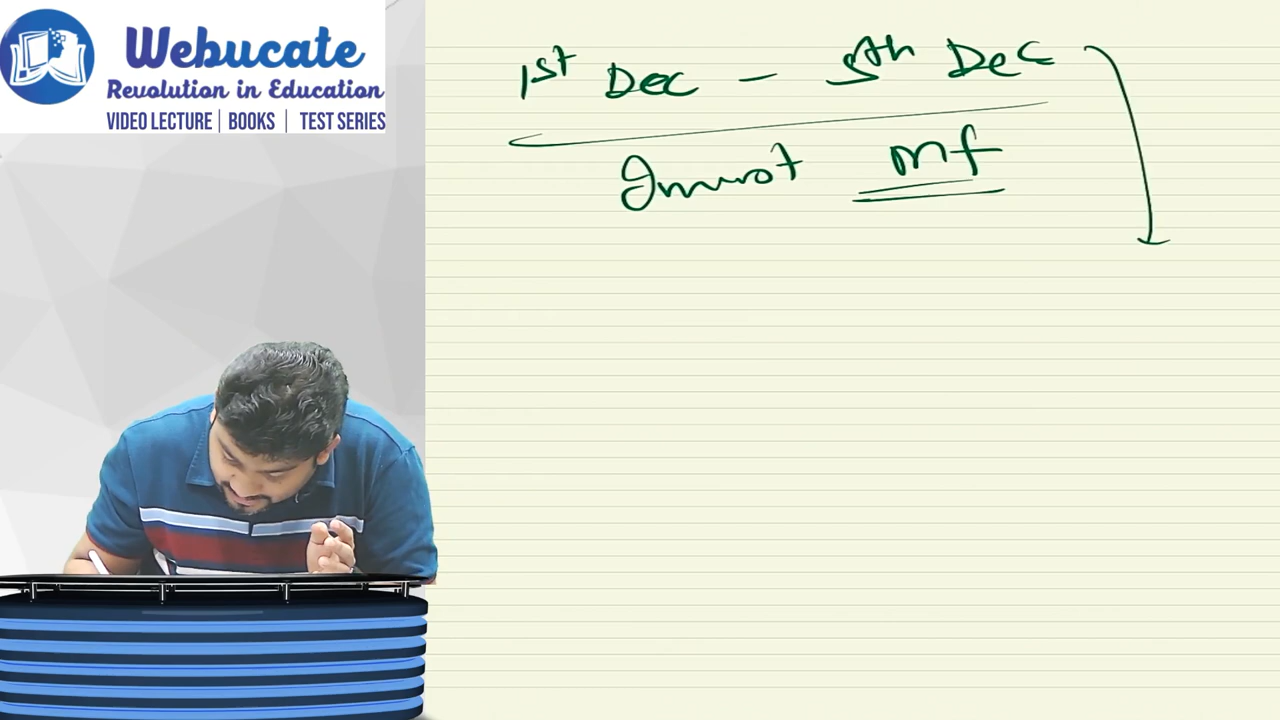 Webucate
Revolution in Education
VIDEO LECTURE | BOOKS | TEST SERIES
1st Dec - 5th Dec
mf